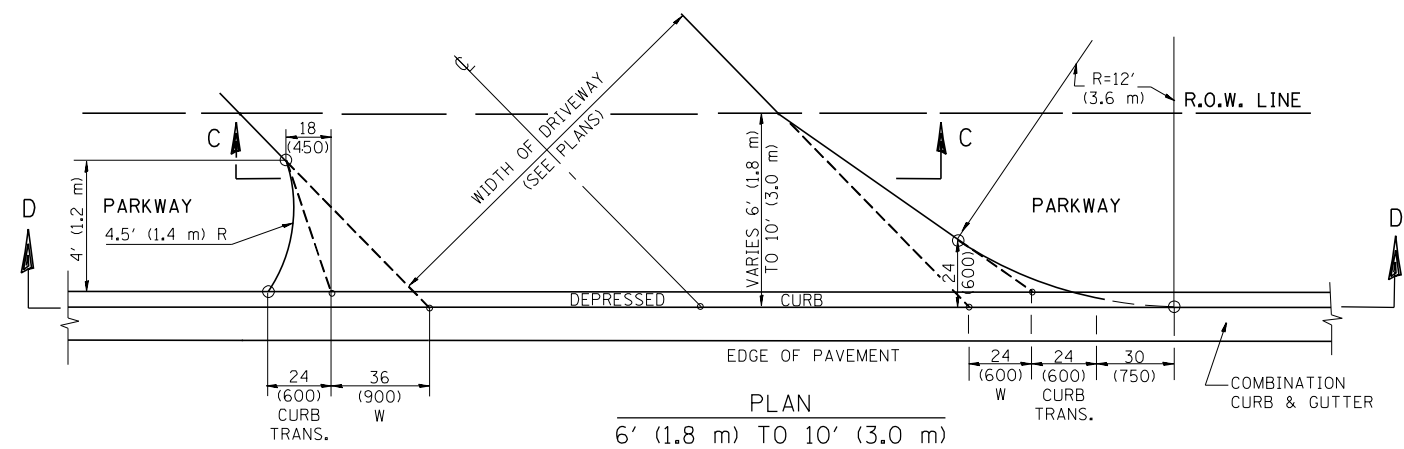 R=12'
(3.6 m)
R.O.W. LINE
18
(450)
C
C
WIDTH OF DRIVEWAY
(SEE PLANS)
℄
VARIES 6' (1.8 m)
TO 10' (3.0 m)
4' (1.2 m)
PARKWAY
PARKWAY
D
D
4.5' (1.4 m) R
24
(600)
DEPRESSED CURB
EDGE OF PAVEMENT
24
(600)
CURB
TRANS.
36
(900)
W
24
(600)
W
24
(600)
CURB
TRANS.
30
(750)
COMBINATION
CURB & GUTTER
PLAN
6' (1.8 m) TO 10' (3.0 m)